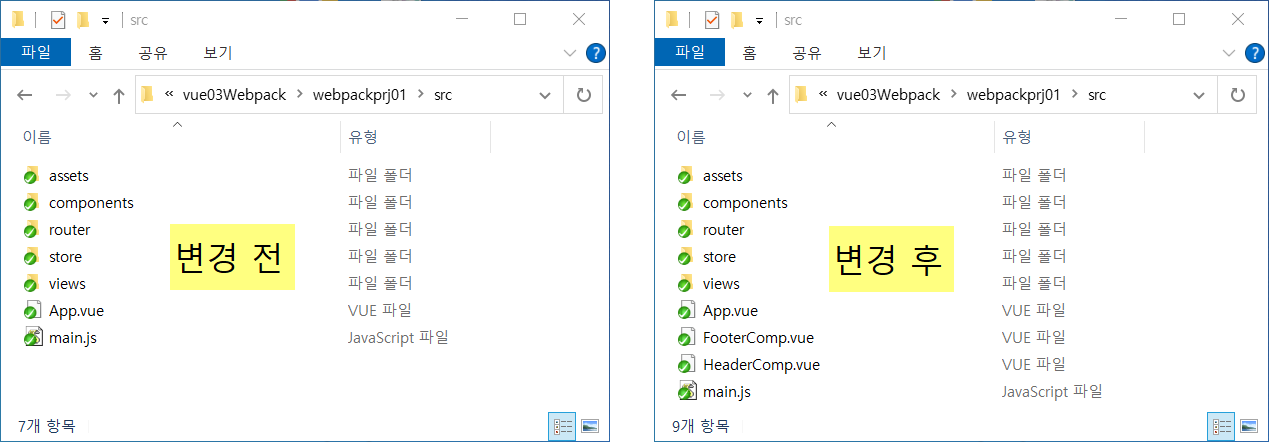 src
파일 홈 공유 보기
« vue03Webpack > webpackprj01 > src
이름 유형
assets 파일 폴더
components 파일 폴더
router 파일 폴더
store 파일 폴더
views 파일 폴더
App.vue VUE 파일
main.js JavaScript 파일
변경 전
7개 항목
src
파일 홈 공유 보기
« vue03Webpack > webpackprj01 > src
이름 유형
assets 파일 폴더
components 파일 폴더
router 파일 폴더
store 파일 폴더
views 파일 폴더
App.vue VUE 파일
FooterComp.vue VUE 파일
HeaderComp.vue VUE 파일
main.js JavaScript 파일
변경 후
9개 항목